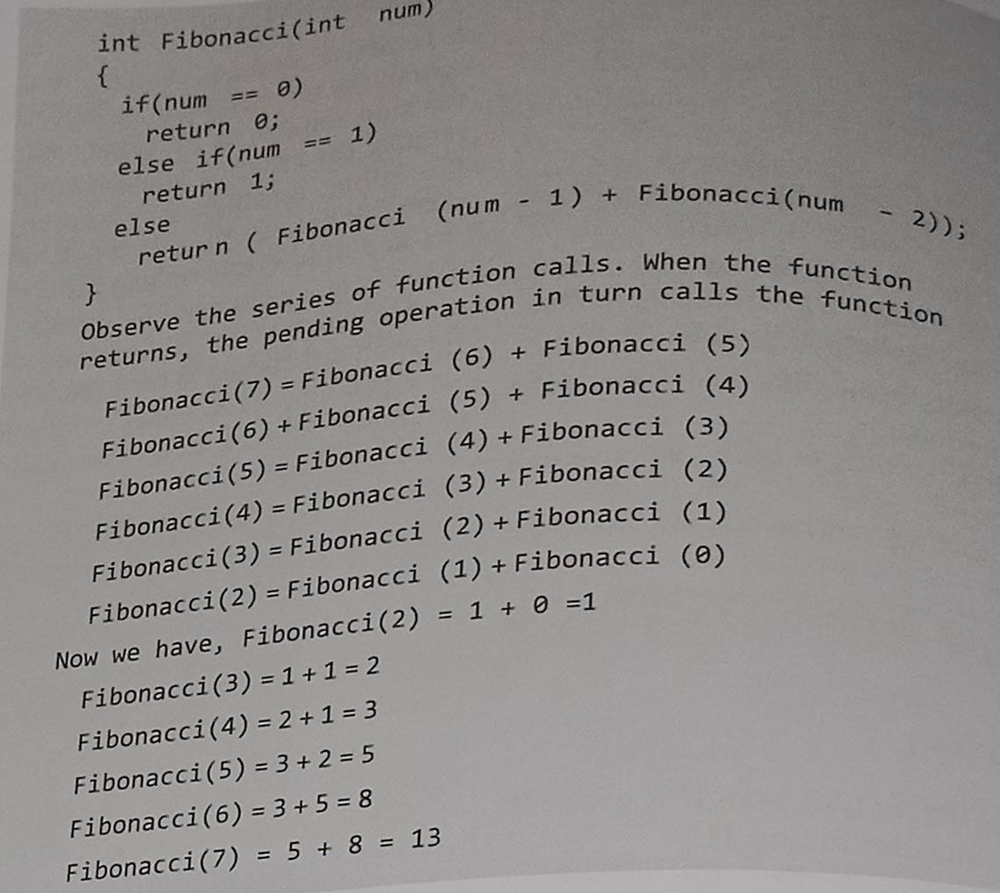 int Fibonacci(int num)
{
if(num == 0)
return 0;
else if(num == 1)
return 1;
else
return ( Fibonacci (num - 1) + Fibonacci(num - 2));
}
Observe the series of function calls. When the function
returns, the pending operation in turn calls the function
Fibonacci(7) = Fibonacci (6) + Fibonacci (5)
Fibonacci(6) + Fibonacci (5) + Fibonacci (4)
Fibonacci(5) = Fibonacci (4) + Fibonacci (3)
Fibonacci(4) = Fibonacci (3) + Fibonacci (2)
Fibonacci(3) = Fibonacci (2) + Fibonacci (1)
Fibonacci(2) = Fibonacci (1) + Fibonacci (0)
Now we have, Fibonacci(2) = 1 + 0 =1
Fibonacci(3) = 1 + 1 = 2
Fibonacci(4) = 2 + 1 = 3
Fibonacci(5) = 3 + 2 = 5
Fibonacci(6) = 3 + 5 = 8
Fibonacci(7) = 5 + 8 = 13